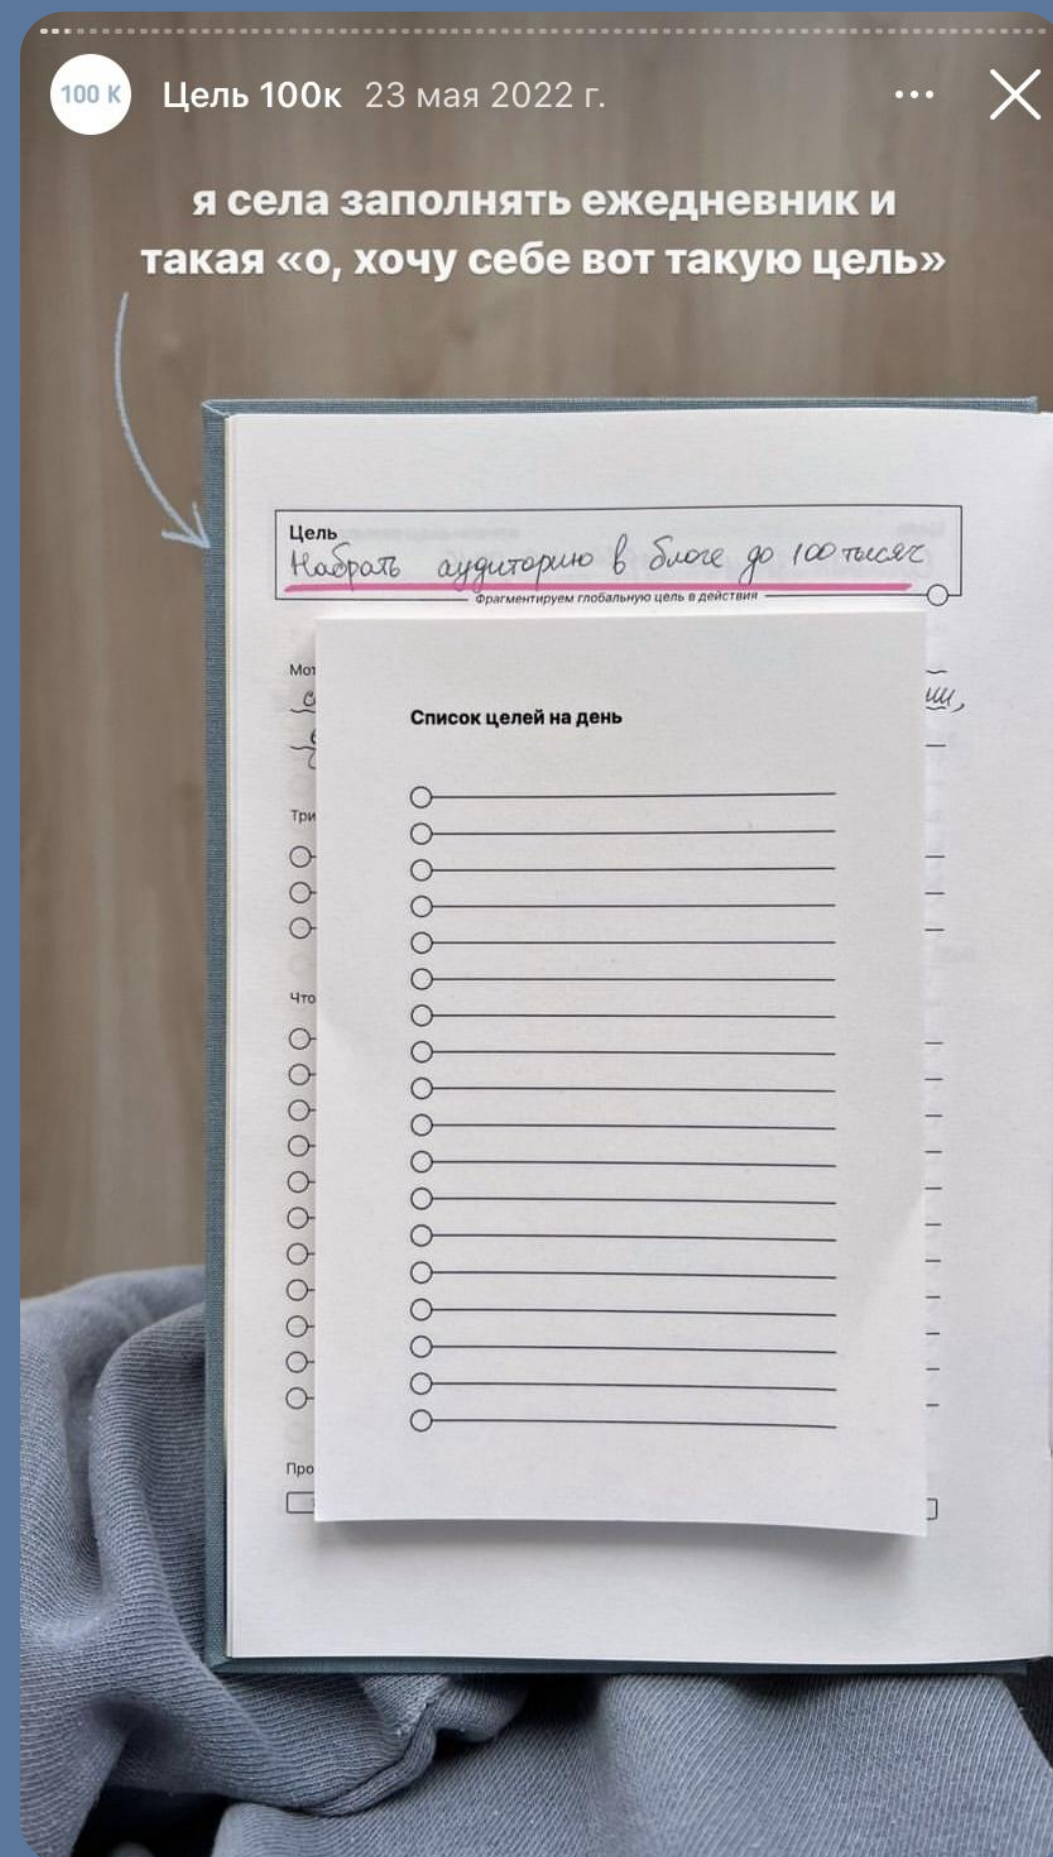 100 K
Цель 100к 23 мая 2022 г.
я села заполнять ежедневник и
такая «о, хочу себе вот такую цель»
Цель
Набрать аудиторию в блоге до 100 тысяч
Фрагментируем глобальную цель в действия
Список целей на день
Три
Что